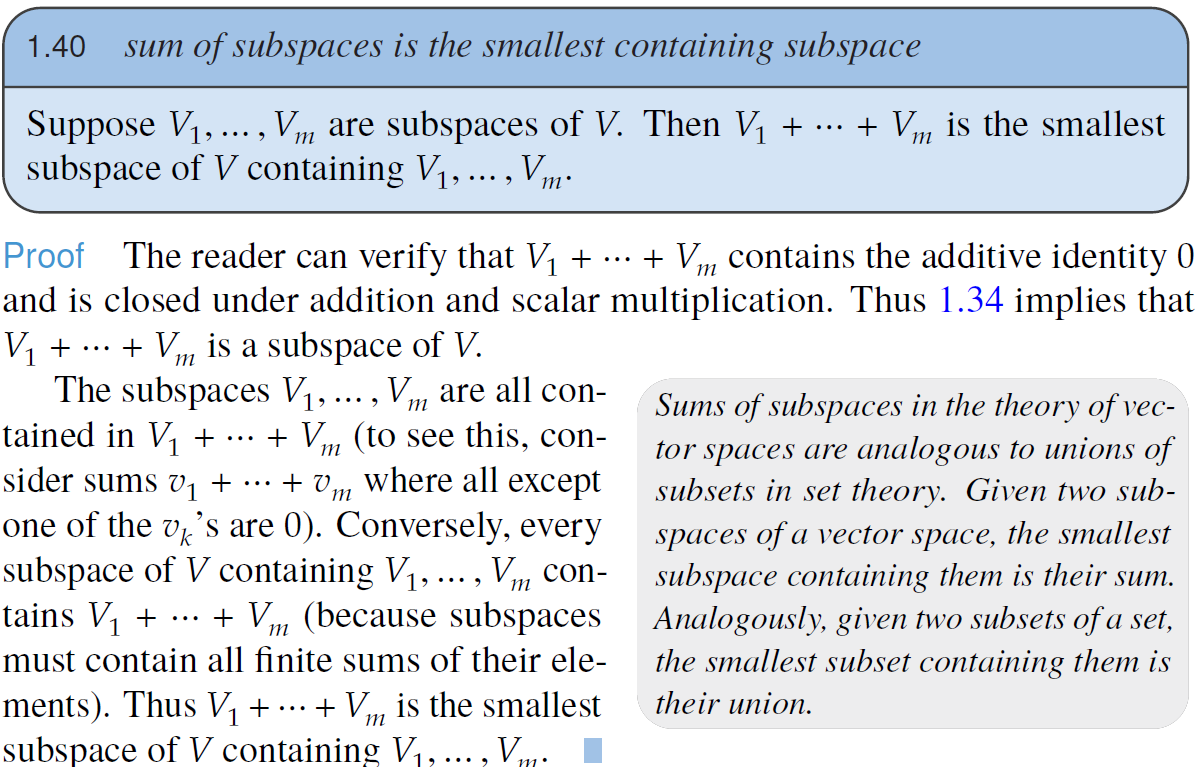 1.40 sum of subspaces is the smallest containing subspace
Suppose V₁, … , Vₘ are subspaces of V. Then V₁ + ⋯ + Vₘ is the smallest
subspace of V containing V₁, … , Vₘ.
Proof The reader can verify that V₁ + ⋯ + Vₘ contains the additive identity 0
and is closed under addition and scalar multiplication. Thus 1.34 implies that
V₁ + ⋯ + Vₘ is a subspace of V.
The subspaces V₁, … , Vₘ are all con-
tained in V₁ + ⋯ + Vₘ (to see this, con-
sider sums v₁ + ⋯ + vₘ where all except
one of the vₖ’s are 0). Conversely, every
subspace of V containing V₁, … , Vₘ con-
tains V₁ + ⋯ + Vₘ (because subspaces
must contain all finite sums of their ele-
ments). Thus V₁ + ⋯ + Vₘ is the smallest
subspace of V containing V₁, … , Vₘ.
Sums of subspaces in the theory of vec-
tor spaces are analogous to unions of
subsets in set theory. Given two sub-
spaces of a vector space, the smallest
subspace containing them is their sum.
Analogously, given two subsets of a set,
the smallest subset containing them is
their union.